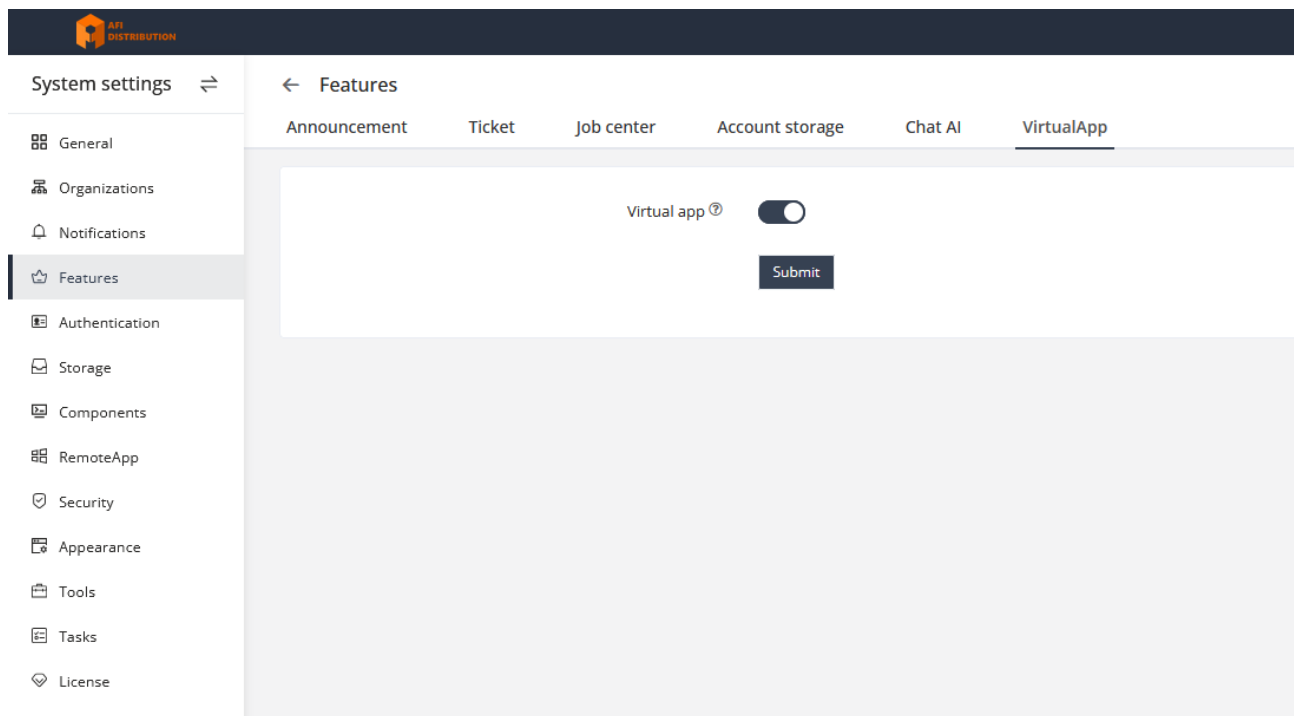 AFI
DISTRIBUTION
System settings
Features
Announcement Ticket Job center Account storage Chat AI VirtualApp
General
Organizations
Notifications
Features
Authentication
Storage
Components
RemoteApp
Security
Appearance
Tools
Tasks
License
Virtual app
Submit